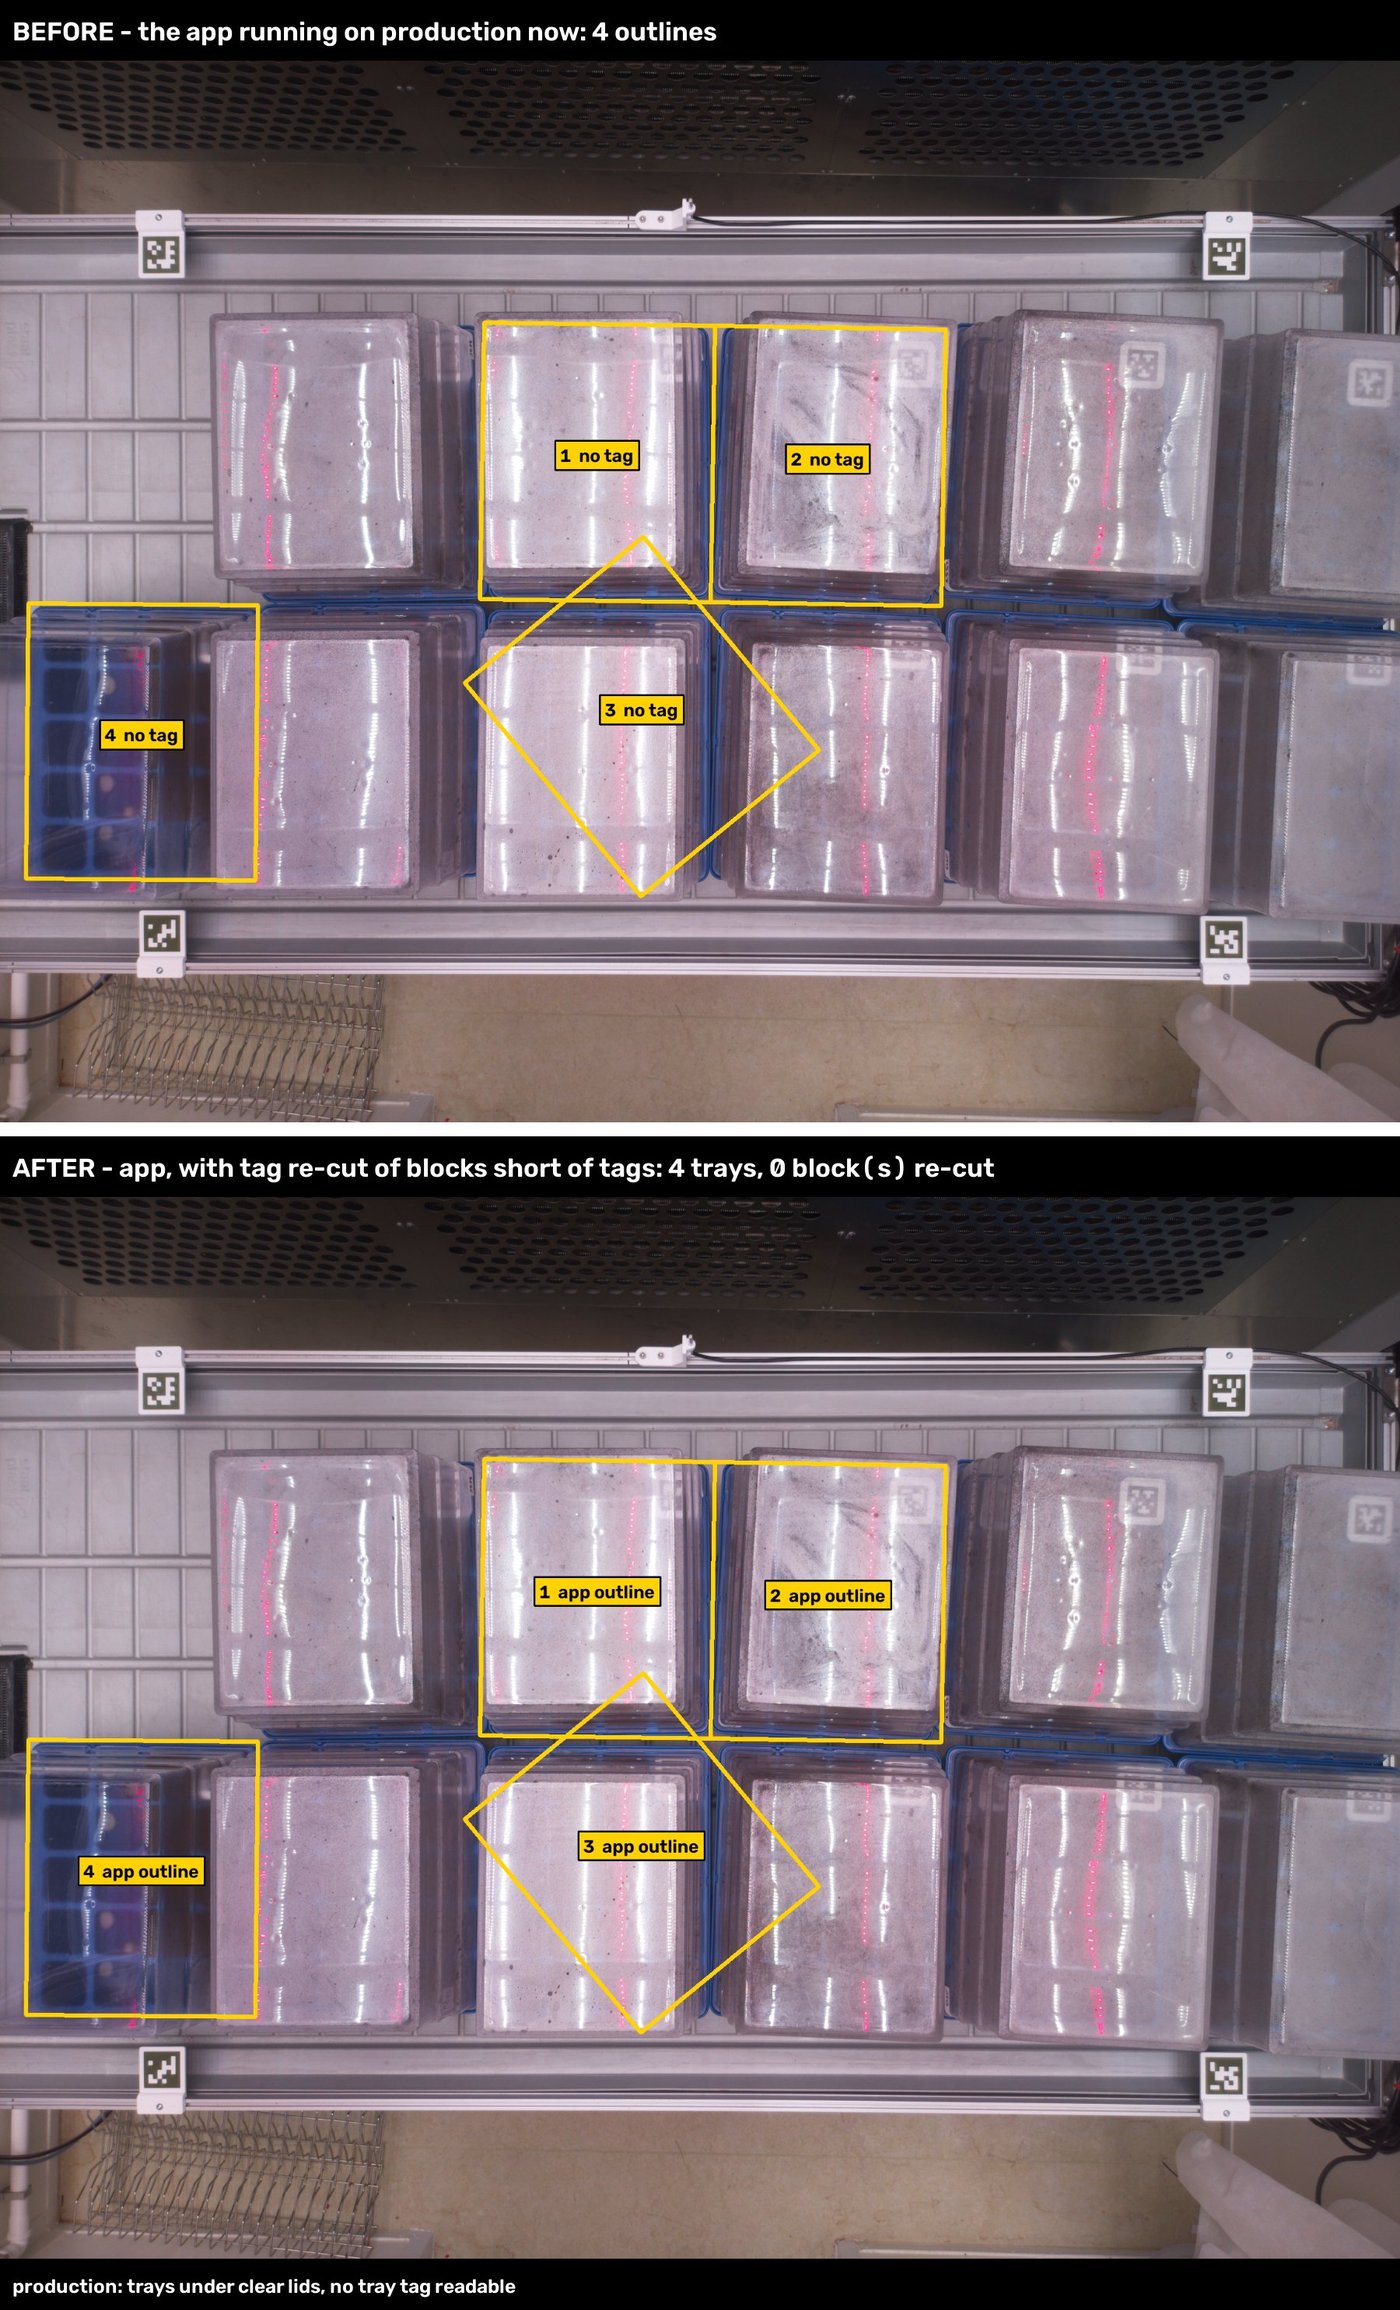 BEFORE - the app running on production now: 4 outlines
1 no tag
2 no tag
3 no tag
4 no tag
AFTER - app, with tag re-cut of blocks short of tags: 4 trays, 0 block(s) re-cut
1 app outline
2 app outline
3 app outline
4 app outline
production: trays under clear lids, no tray tag readable